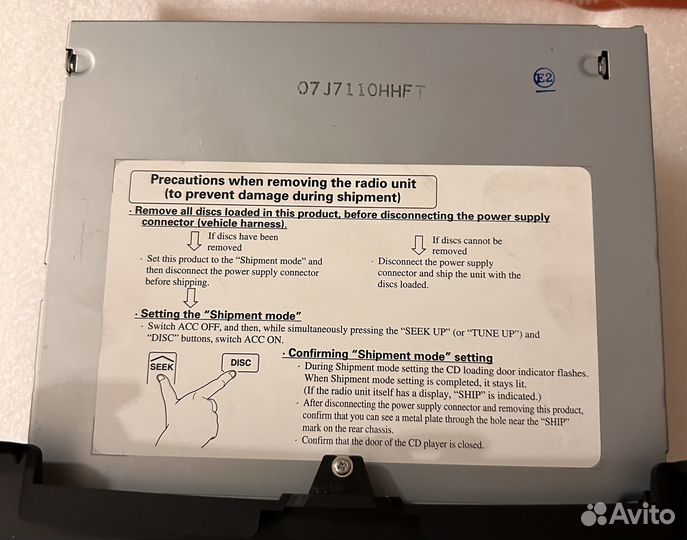 07J7110HHFT
E2
Precautions when removing the radio unit
(to prevent damage during shipment)
· Remove all discs loaded in this product, before disconnecting the power supply
connector (vehicle harness).
If discs have been
removed
If discs cannot be
removed
· Set this product to the “Shipment mode” and
then disconnect the power supply connector
before shipping.
· Disconnect the power supply
connector and ship the unit with the
discs loaded.
· Setting the “Shipment mode”
· Switch ACC OFF, and then, while simultaneously pressing the “SEEK UP” (or “TUNE UP”) and
“DISC” buttons, switch ACC ON.
SEEK
DISC
· Confirming “Shipment mode” setting
· During Shipment mode setting the CD loading door indicator flashes.
When Shipment mode setting is completed, it stays lit.
(If the radio unit itself has a display, “SHIP” is indicated.)
· After disconnecting the power supply connector and removing this product,
confirm that you can see a metal plate through the hole near the “SHIP”
mark on the rear chassis.
· Confirm that the door of the CD player is closed.
Avito